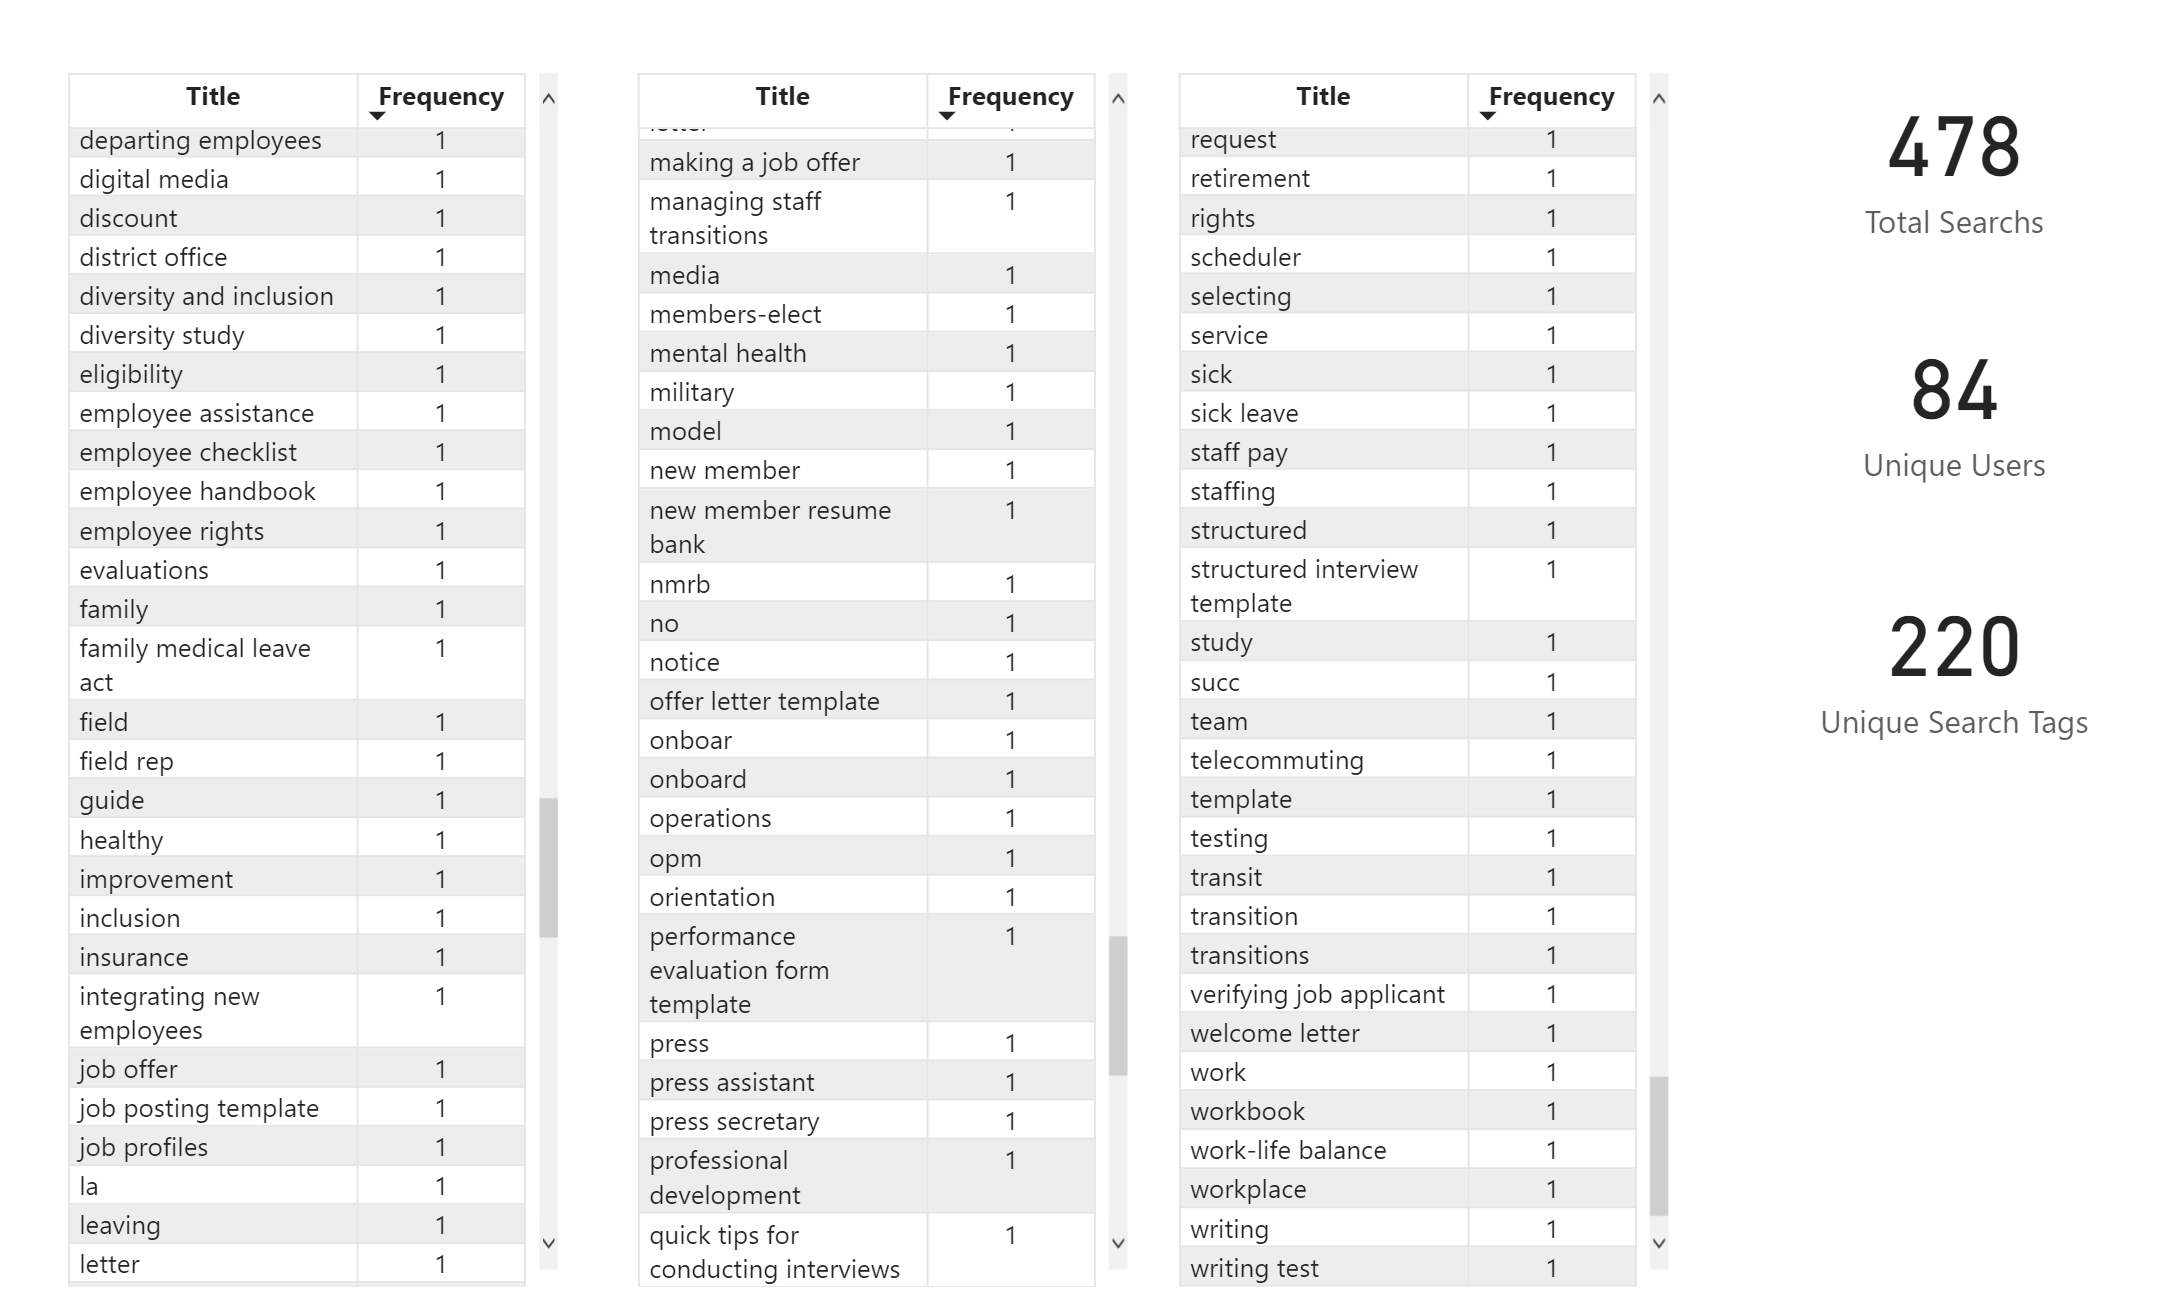 Title Frequency
departing employees 1
digital media 1
discount 1
district office 1
diversity and inclusion 1
diversity study 1
eligibility 1
employee assistance 1
employee checklist 1
employee handbook 1
employee rights 1
evaluations 1
family 1
family medical leave 1
act
field 1
field rep 1
guide 1
healthy 1
improvement 1
inclusion 1
insurance 1
integrating new 1
employees
job offer 1
job posting template 1
job profiles 1
la 1
leaving 1
letter 1
Title Frequency
letter 1
making a job offer 1
managing staff 1
transitions
media 1
members-elect 1
mental health 1
military 1
model 1
new member 1
new member resume 1
bank
nmrb 1
no 1
notice 1
offer letter template 1
onboar 1
onboard 1
operations 1
opm 1
orientation 1
performance 1
evaluation form
template
press 1
press assistant 1
press secretary 1
professional 1
development
quick tips for 1
conducting interviews
Title Frequency
request 1
retirement 1
rights 1
scheduler 1
selecting 1
service 1
sick 1
sick leave 1
staff pay 1
staffing 1
structured 1
structured interview 1
template
study 1
succ 1
team 1
telecommuting 1
template 1
testing 1
transit 1
transition 1
transitions 1
verifying job applicant 1
welcome letter 1
work 1
workbook 1
work-life balance 1
workplace 1
writing 1
writing test 1
478
Total Searchs
84
Unique Users
220
Unique Search Tags